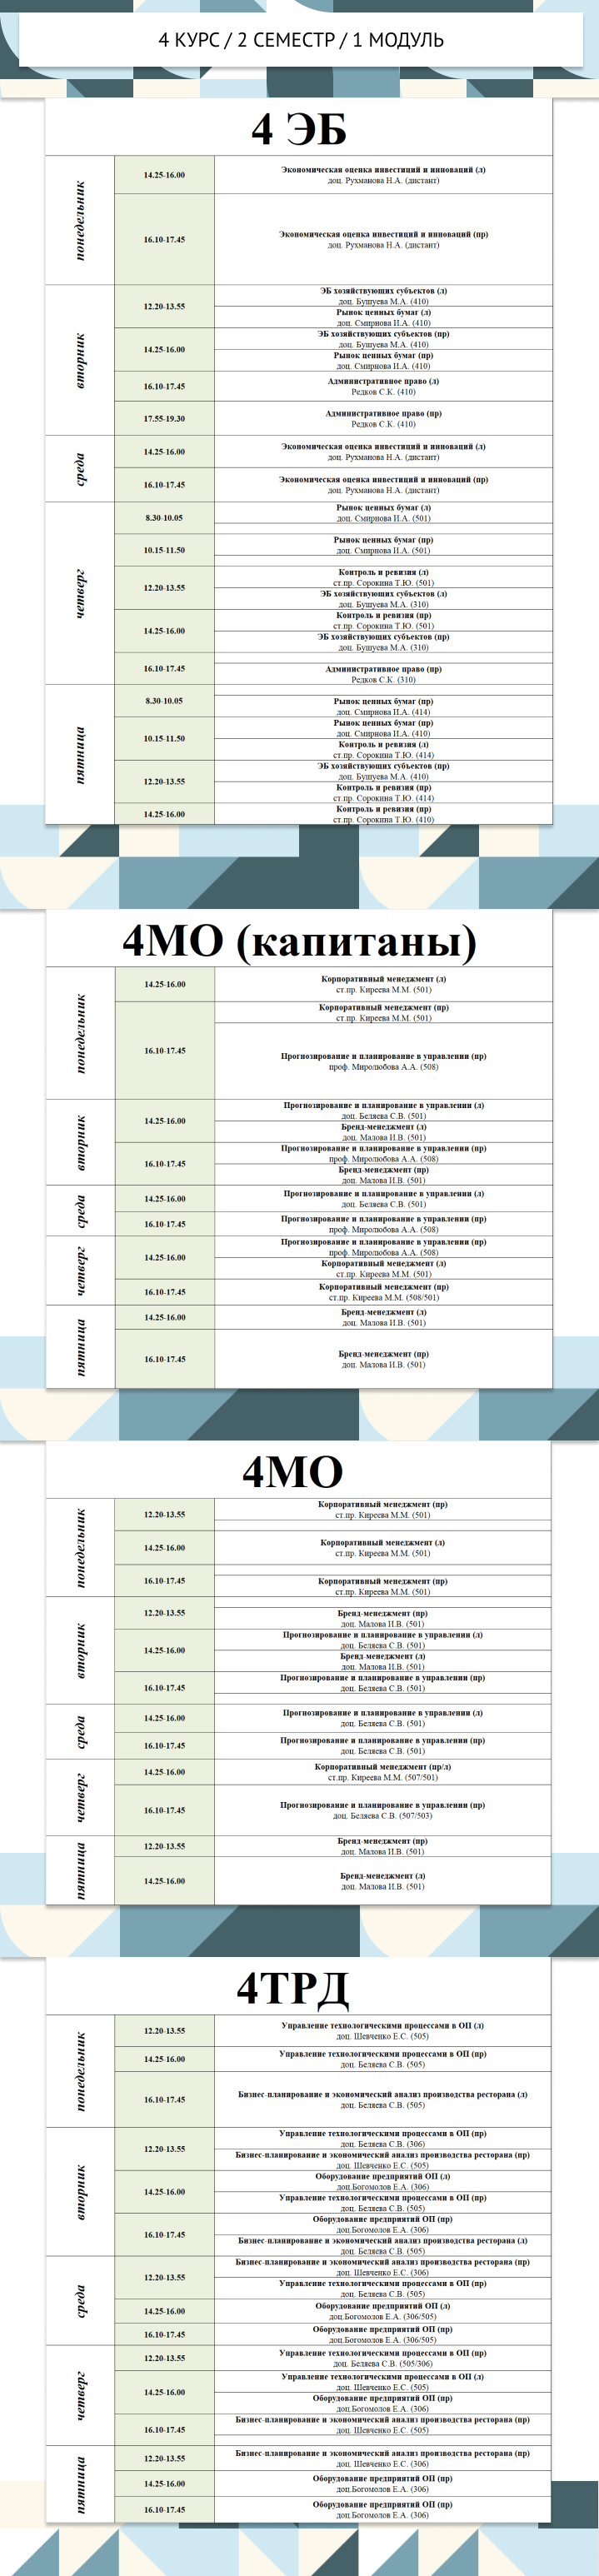 4 КУРС / 2 СЕМЕСТР / 1 МОДУЛЬ
4 ЭБ
понедельник
14.25-16.00
Экономическая оценка инвестиций и инноваций (л)
доц. Рухманова Н.А. (дистант)
16.10-17.45
Экономическая оценка инвестиций и инноваций (пр)
доц. Рухманова Н.А. (дистант)
вторник
12.20-13.55
ЭБ хозяйствующих субъектов (л)
доц. Бушуева М.А. (410)
Рынок ценных бумаг (л)
доц. Смирнова И.А. (410)
14.25-16.00
ЭБ хозяйствующих субъектов (пр)
доц. Бушуева М.А. (410)
Рынок ценных бумаг (пр)
доц. Смирнова И.А. (410)
16.10-17.45
Административное право (л)
Редков С.К. (410)
17.55-19.30
Административное право (пр)
Редков С.К. (410)
среда
14.25-16.00
Экономическая оценка инвестиций и инноваций (л)
доц. Рухманова Н.А. (дистант)
16.10-17.45
Экономическая оценка инвестиций и инноваций (пр)
доц. Рухманова Н.А. (дистант)
четверг
8.30-10.05
Рынок ценных бумаг (л)
доц. Смирнова И.А. (501)
10.15-11.50
Рынок ценных бумаг (пр)
доц. Смирнова И.А. (501)
12.20-13.55
Контроль и ревизия (л)
ст.пр. Сорокина Т.Ю. (501)
ЭБ хозяйствующих субъектов (л)
доц. Бушуева М.А. (310)
14.25-16.00
Контроль и ревизия (пр)
ст.пр. Сорокина Т.Ю. (501)
ЭБ хозяйствующих субъектов (пр)
доц. Бушуева М.А. (310)
16.10-17.45
Административное право (пр)
Редков С.К. (310)
пятница
8.30-10.05
Рынок ценных бумаг (пр)
доц. Смирнова И.А. (414)
10.15-11.50
Рынок ценных бумаг (пр)
доц. Смирнова И.А. (410)
Контроль и ревизия (л)
ст.пр. Сорокина Т.Ю. (414)
12.20-13.55
ЭБ хозяйствующих субъектов (пр)
доц. Бушуева М.А. (410)
Контроль и ревизия (пр)
ст.пр. Сорокина Т.Ю. (414)
14.25-16.00
Контроль и ревизия (пр)
ст.пр. Сорокина Т.Ю. (410)
4МО (капитаны)
понедельник
14.25-16.00
Корпоративный менеджмент (л)
ст.пр. Киреева М.М. (501)
16.10-17.45
Корпоративный менеджмент (пр)
ст.пр. Киреева М.М. (501)
Прогнозирование и планирование в управлении (пр)
проф. Миролюбова А.А. (508)
вторник
14.25-16.00
Прогнозирование и планирование в управлении (л)
доц. Беляева С.В. (501)
Бренд-менеджмент (л)
доц. Малова И.В. (501)
16.10-17.45
Прогнозирование и планирование в управлении (пр)
проф. Миролюбова А.А. (508)
Бренд-менеджмент (пр)
доц. Малова И.В. (501)
среда
14.25-16.00
Прогнозирование и планирование в управлении (л)
доц. Беляева С.В. (501)
16.10-17.45
Прогнозирование и планирование в управлении (пр)
проф. Миролюбова А.А. (508)
четверг
14.25-16.00
Прогнозирование и планирование в управлении (пр)
проф. Миролюбова А.А. (508)
Корпоративный менеджмент (л)
ст.пр. Киреева М.М. (501)
16.10-17.45
Корпоративный менеджмент (пр)
ст.пр. Киреева М.М. (508/501)
пятница
14.25-16.00
Бренд-менеджмент (л)
доц. Малова И.В. (501)
16.10-17.45
Бренд-менеджмент (пр)
доц. Малова И.В. (501)
4МО
понедельник
12.20-13.55
Корпоративный менеджмент (пр)
ст.пр. Киреева М.М. (501)
14.25-16.00
Корпоративный менеджмент (л)
ст.пр. Киреева М.М. (501)
16.10-17.45
Корпоративный менеджмент (пр)
ст.пр. Киреева М.М. (501)
вторник
12.20-13.55
Бренд-менеджмент (пр)
доц. Малова И.В. (501)
14.25-16.00
Прогнозирование и планирование в управлении (л)
доц. Беляева С.В. (501)
Бренд-менеджмент (л)
доц. Малова И.В. (501)
16.10-17.45
Прогнозирование и планирование в управлении (пр)
доц. Беляева С.В. (501)
среда
14.25-16.00
Прогнозирование и планирование в управлении (л)
доц. Беляева С.В. (501)
16.10-17.45
Прогнозирование и планирование в управлении (пр)
доц. Беляева С.В. (501)
четверг
14.25-16.00
Корпоративный менеджмент (пр/л)
ст.пр. Киреева М.М. (507/501)
16.10-17.45
Прогнозирование и планирование в управлении (пр)
доц. Беляева С.В. (507/503)
пятница
12.20-13.55
Бренд-менеджмент (пр)
доц. Малова И.В. (501)
14.25-16.00
Бренд-менеджмент (л)
доц. Малова И.В. (501)
4ТРД
понедельник
12.20-13.55
Управление технологическими процессами в ОП (л)
доц. Шевченко Е.С. (505)
14.25-16.00
Управление технологическими процессами в ОП (пр)
доц. Беляева С.В. (505)
16.10-17.45
Бизнес-планирование и экономический анализ производства ресторана (л)
доц. Беляева С.В. (505)
вторник
12.20-13.55
Управление технологическими процессами в ОП (пр)
доц. Беляева С.В. (306)
Бизнес-планирование и экономический анализ производства ресторана (пр)
доц. Шевченко Е.С. (505)
14.25-16.00
Оборудование предприятий ОП (л)
доц.Богомолов Е.А. (306)
Управление технологическими процессами в ОП (пр)
доц. Беляева С.В. (505)
16.10-17.45
Оборудование предприятий ОП (пр)
доц.Богомолов Е.А. (306)
Бизнес-планирование и экономический анализ производства ресторана (л)
доц. Беляева С.В. (505)
среда
12.20-13.55
Бизнес-планирование и экономический анализ производства ресторана (пр)
доц. Шевченко Е.С. (306)
Управление технологическими процессами в ОП (пр)
доц. Беляева С.В. (505)
14.25-16.00
Оборудование предприятий ОП (л)
доц.Богомолов Е.А. (306/505)
16.10-17.45
Оборудование предприятий ОП (пр)
доц.Богомолов Е.А. (306/505)
четверг
12.20-13.55
Управление технологическими процессами в ОП (пр)
доц. Беляева С.В. (505/306)
14.25-16.00
Управление технологическими процессами в ОП (л)
доц. Шевченко Е.С. (505)
Оборудование предприятий ОП (пр)
доц.Богомолов Е.А. (306)
16.10-17.45
Бизнес-планирование и экономический анализ производства ресторана (пр)
доц. Шевченко Е.С. (505)
пятница
12.20-13.55
Бизнес-планирование и экономический анализ производства ресторана (пр)
доц. Шевченко Е.С. (306)
14.25-16.00
Оборудование предприятий ОП (пр)
доц.Богомолов Е.А. (306)
16.10-17.45
Оборудование предприятий ОП (пр)
доц.Богомолов Е.А. (306)